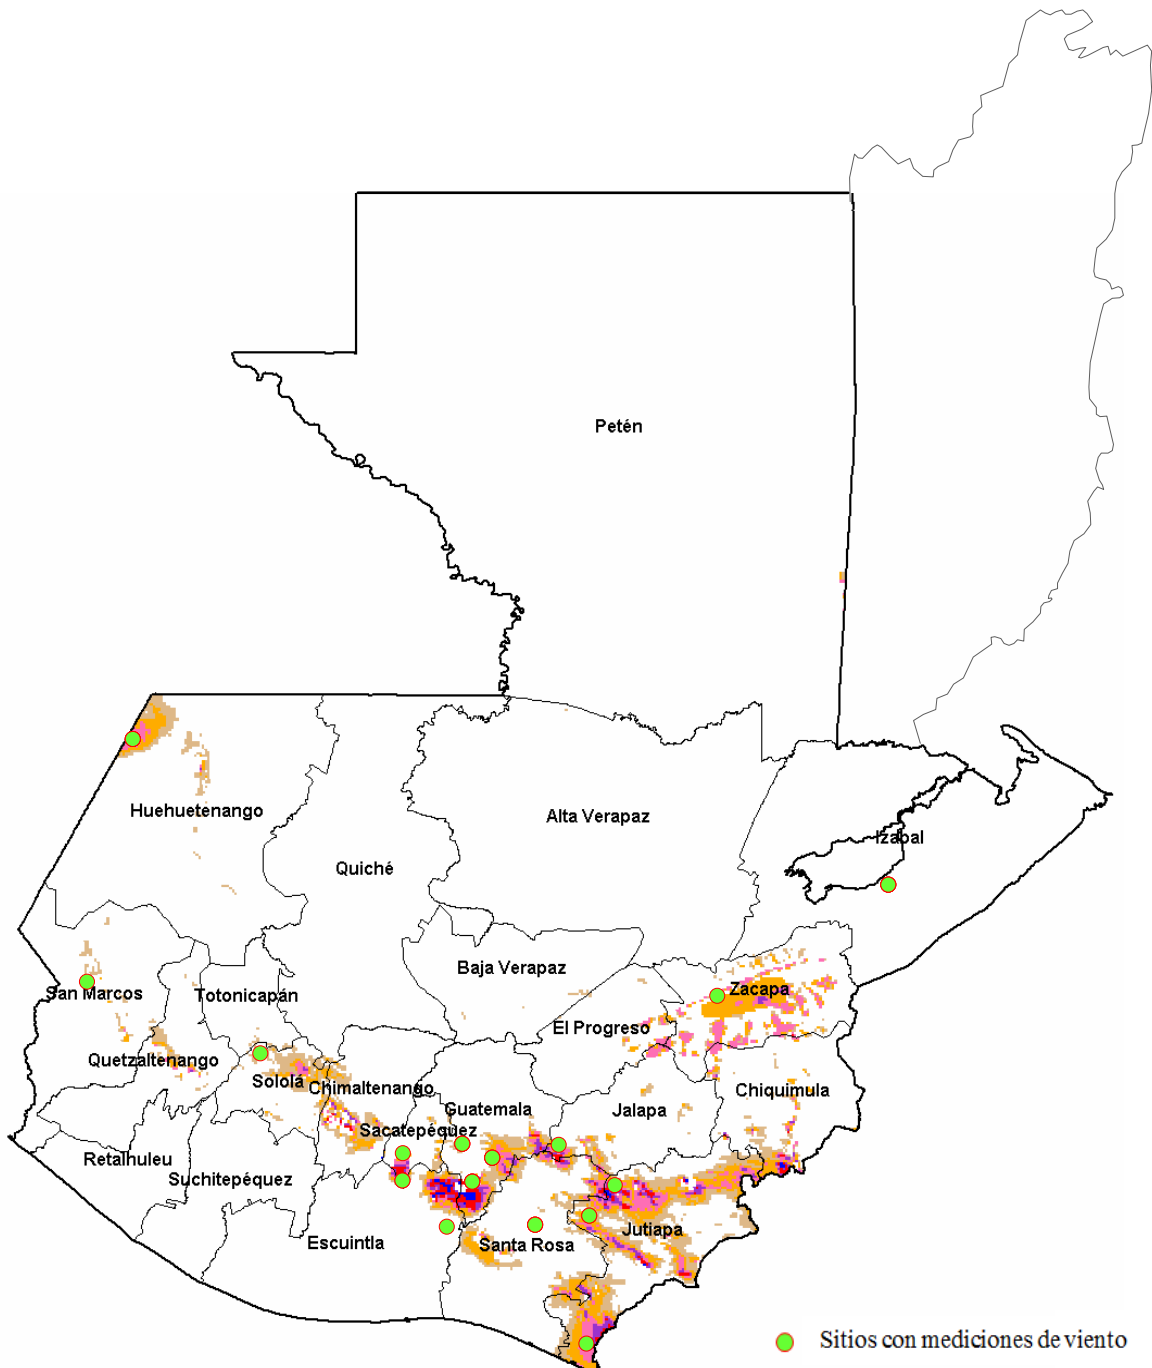 Petén
Huehuetenango
Alta Verapaz
Izabal
Quiché
Baja Verapaz
Zacapa
San Marcos
Totonicapán
El Progreso
Quetzaltenango
Sololá
Chimaltenango
Chiquimula
Guatemala
Jalapa
Sacatepéquez
Retalhuleu
Suchitepéquez
Jutiapa
Escuintla
Santa Rosa
Sitios con mediciones de viento